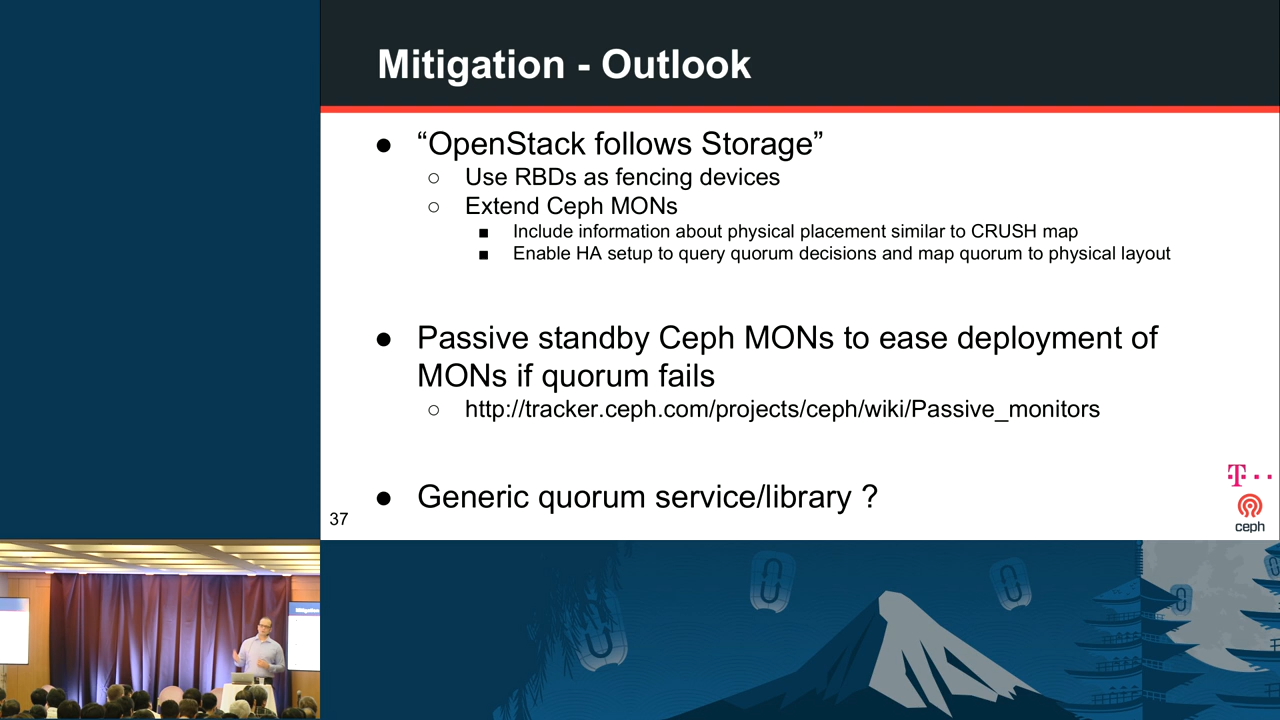 Mitigation - Outlook
● “OpenStack follows Storage”
○ Use RBDs as fencing devices
○ Extend Ceph MONs
■ Include information about physical placement similar to CRUSH map
■ Enable HA setup to query quorum decisions and map quorum to physical layout
● Passive standby Ceph MONs to ease deployment of
MONs if quorum fails
○ http://tracker.ceph.com/projects/ceph/wiki/Passive_monitors
● Generic quorum service/library ?
37
T
ceph
Mitigation